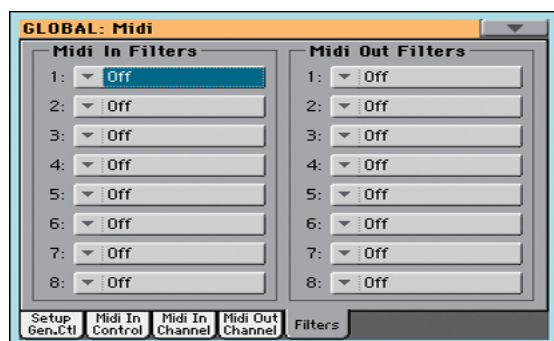 GLOBAL: Midi
Midi In Filters
1: Off
2: Off
3: Off
4: Off
5: Off
6: Off
7: Off
8: Off
Midi Out Filters
1: Off
2: Off
3: Off
4: Off
5: Off
6: Off
7: Off
8: Off
Setup
Gen.Ctl
Midi In
Control
Midi In
Channel
Midi Out
Channel
Filters